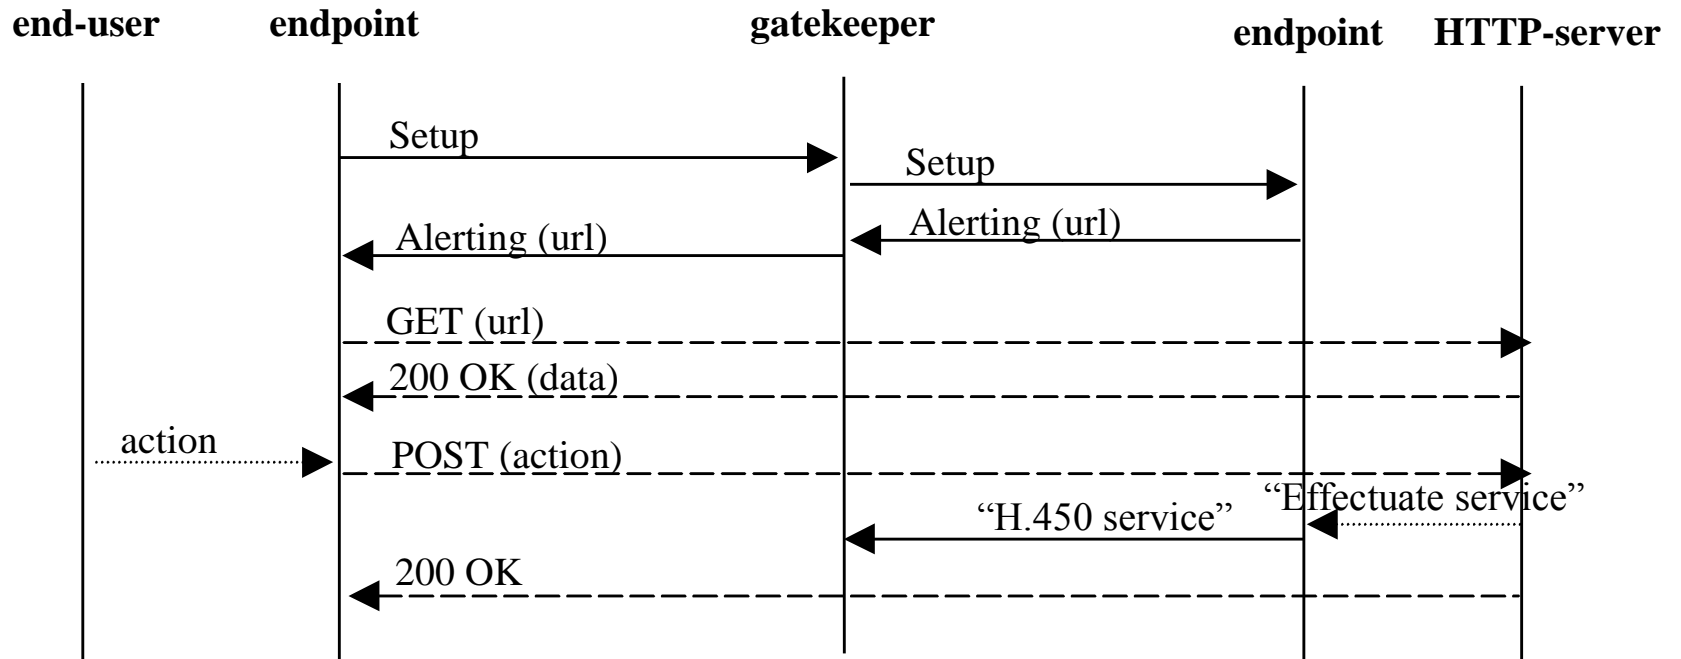 end-user endpoint gatekeeper endpoint HTTP-server
Setup
Setup
Alerting (url)
Alerting (url)
GET (url)
200 OK (data)
action
POST (action)
“Effectuate service”
“H.450 service”
200 OK